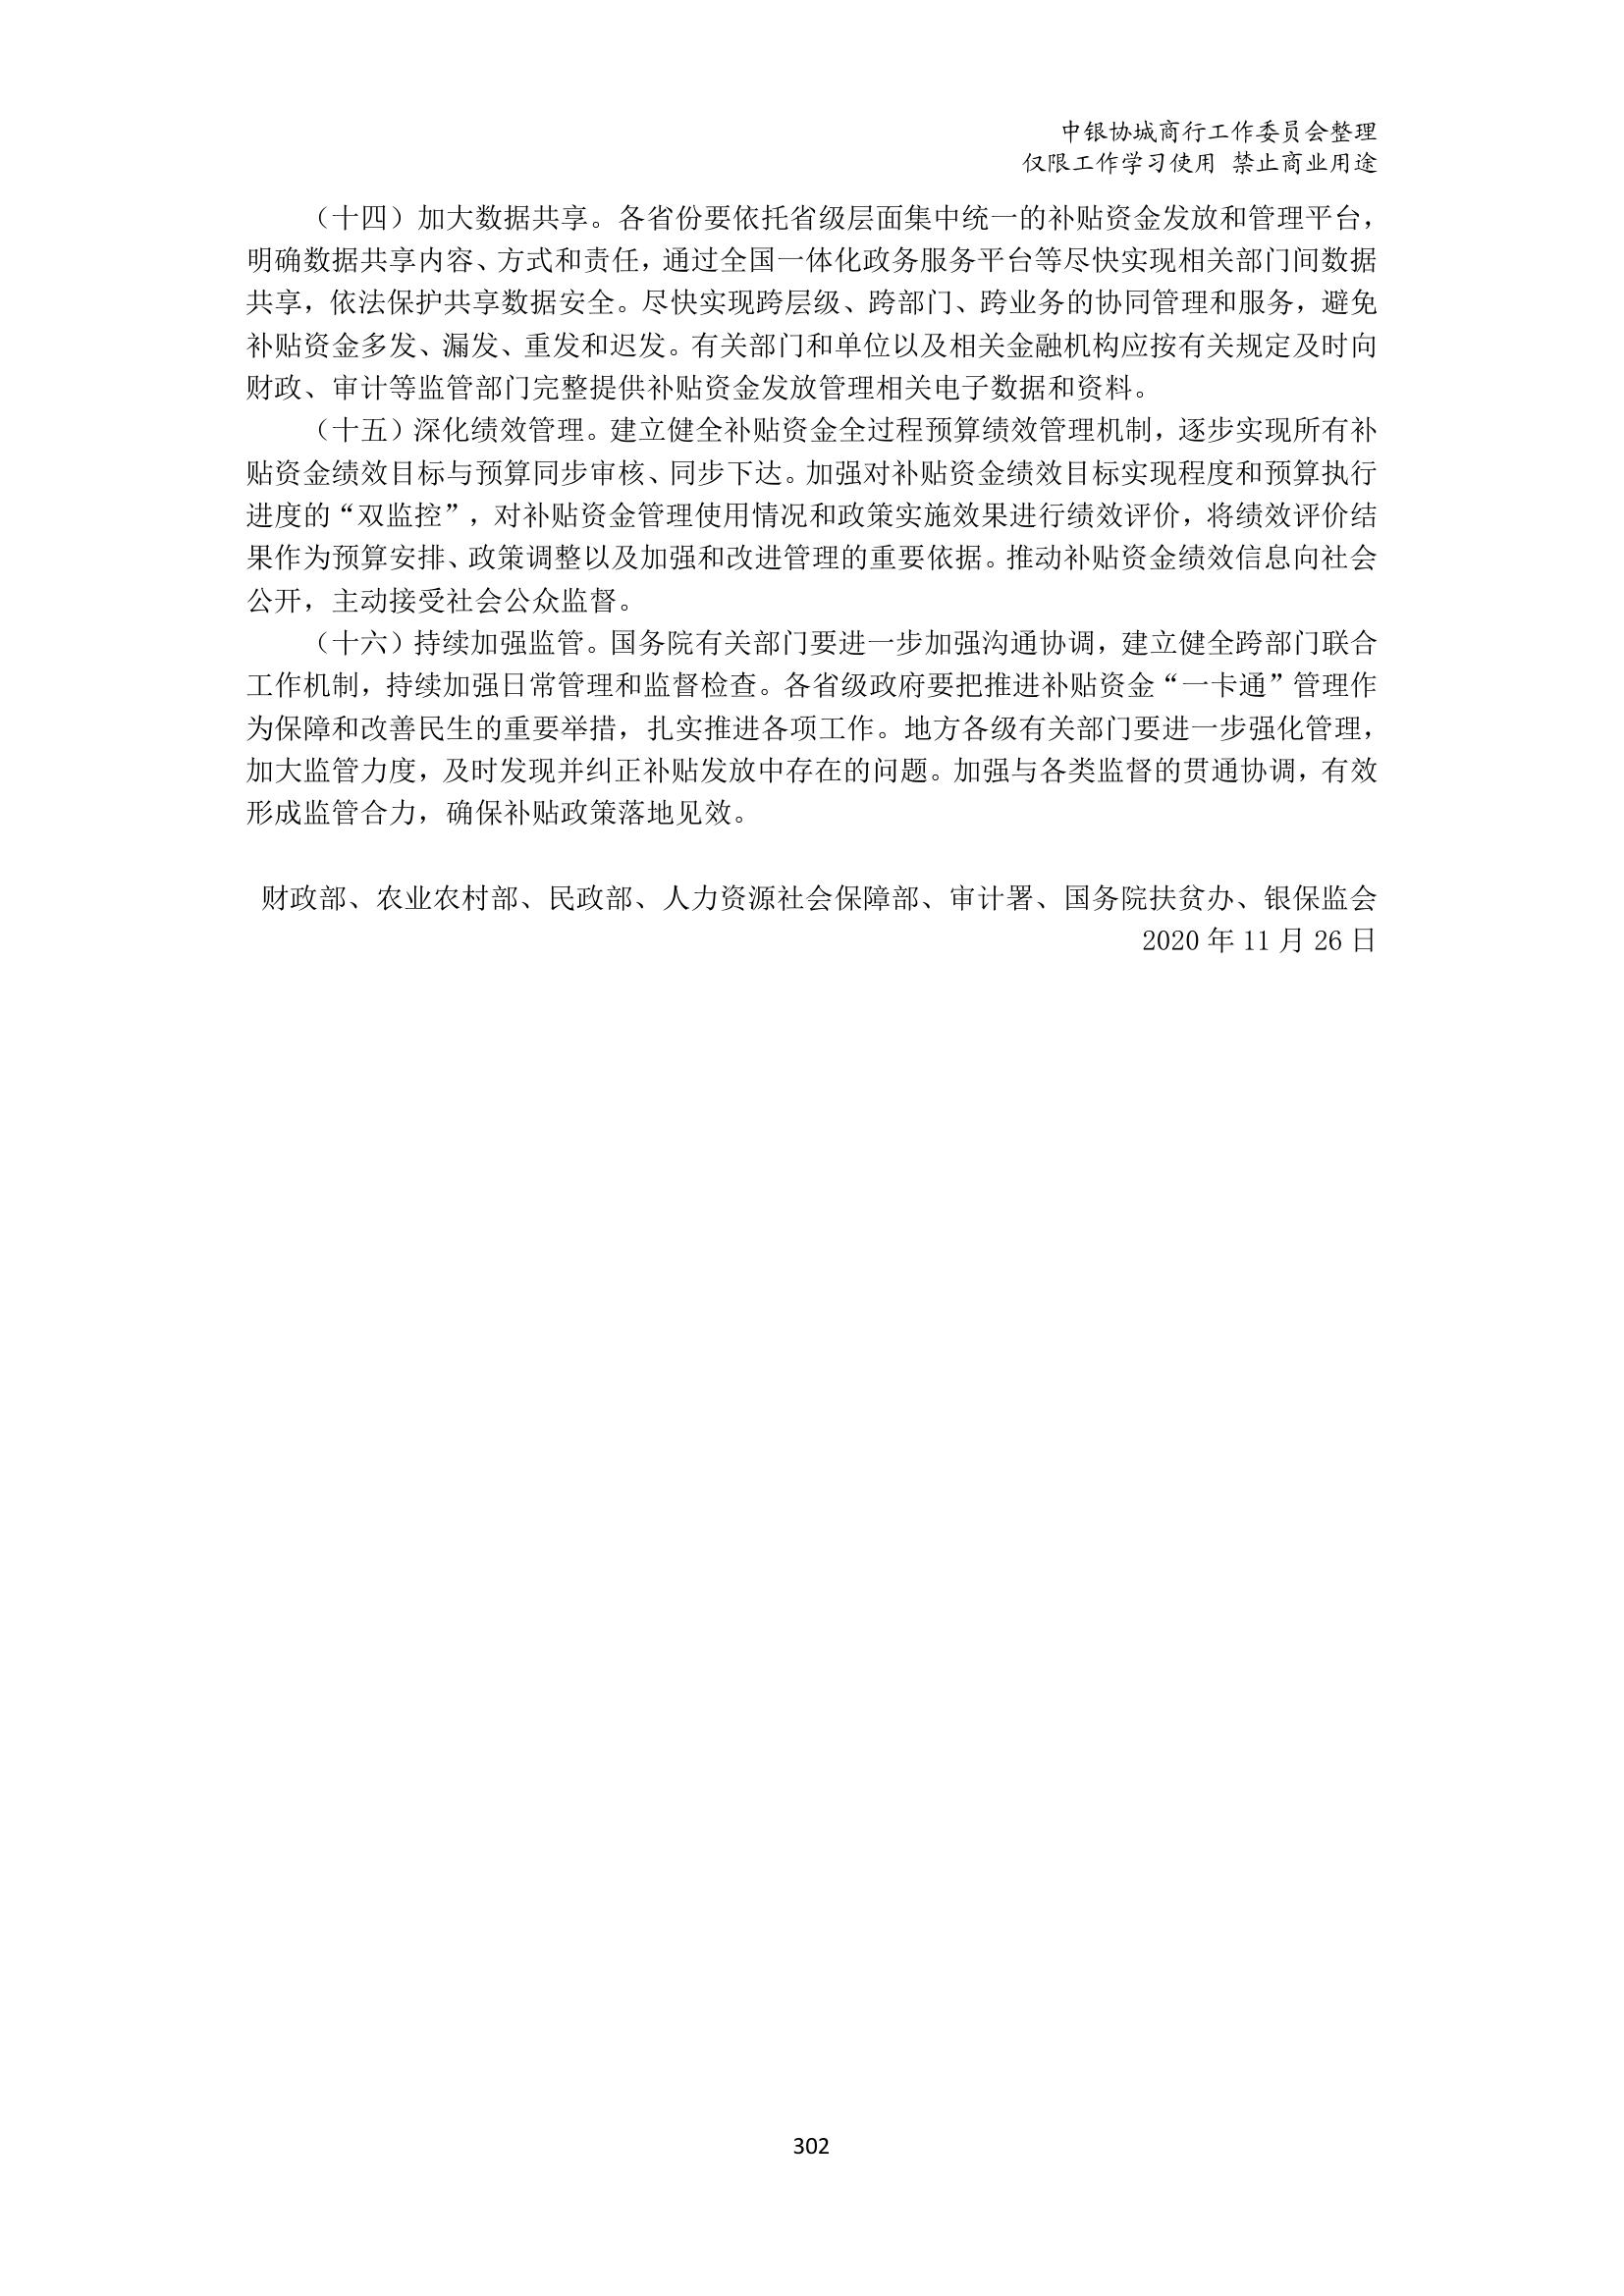 中银协城商行工作委员会整理
仅限工作学习使用 禁止商业用途
（十四）加大数据共享。各省份要依托省级层面集中统一的补贴资金发放和管理平台，
明确数据共享内容、方式和责任，通过全国一体化政务服务平台等尽快实现相关部门间数据
共享，依法保护共享数据安全。尽快实现跨层级、跨部门、跨业务的协同管理和服务，避免
补贴资金多发、漏发、重发和迟发。有关部门和单位以及相关金融机构应按有关规定及时向
财政、审计等监管部门完整提供补贴资金发放管理相关电子数据和资料。
（十五）深化绩效管理。建立健全补贴资金全过程预算绩效管理机制，逐步实现所有补
贴资金绩效目标与预算同步审核、同步下达。加强对补贴资金绩效目标实现程度和预算执行
进度的“双监控”，对补贴资金管理使用情况和政策实施效果进行绩效评价，将绩效评价结
果作为预算安排、政策调整以及加强和改进管理的重要依据。推动补贴资金绩效信息向社会
公开，主动接受社会公众监督。
（十六）持续加强监管。国务院有关部门要进一步加强沟通协调，建立健全跨部门联合
工作机制，持续加强日常管理和监督检查。各省级政府要把推进补贴资金“一卡通”管理作
为保障和改善民生的重要举措，扎实推进各项工作。地方各级有关部门要进一步强化管理，
加大监管力度，及时发现并纠正补贴发放中存在的问题。加强与各类监督的贯通协调，有效
形成监管合力，确保补贴政策落地见效。
财政部、农业农村部、民政部、人力资源社会保障部、审计署、国务院扶贫办、银保监会
2020 年 11 月 26 日
302